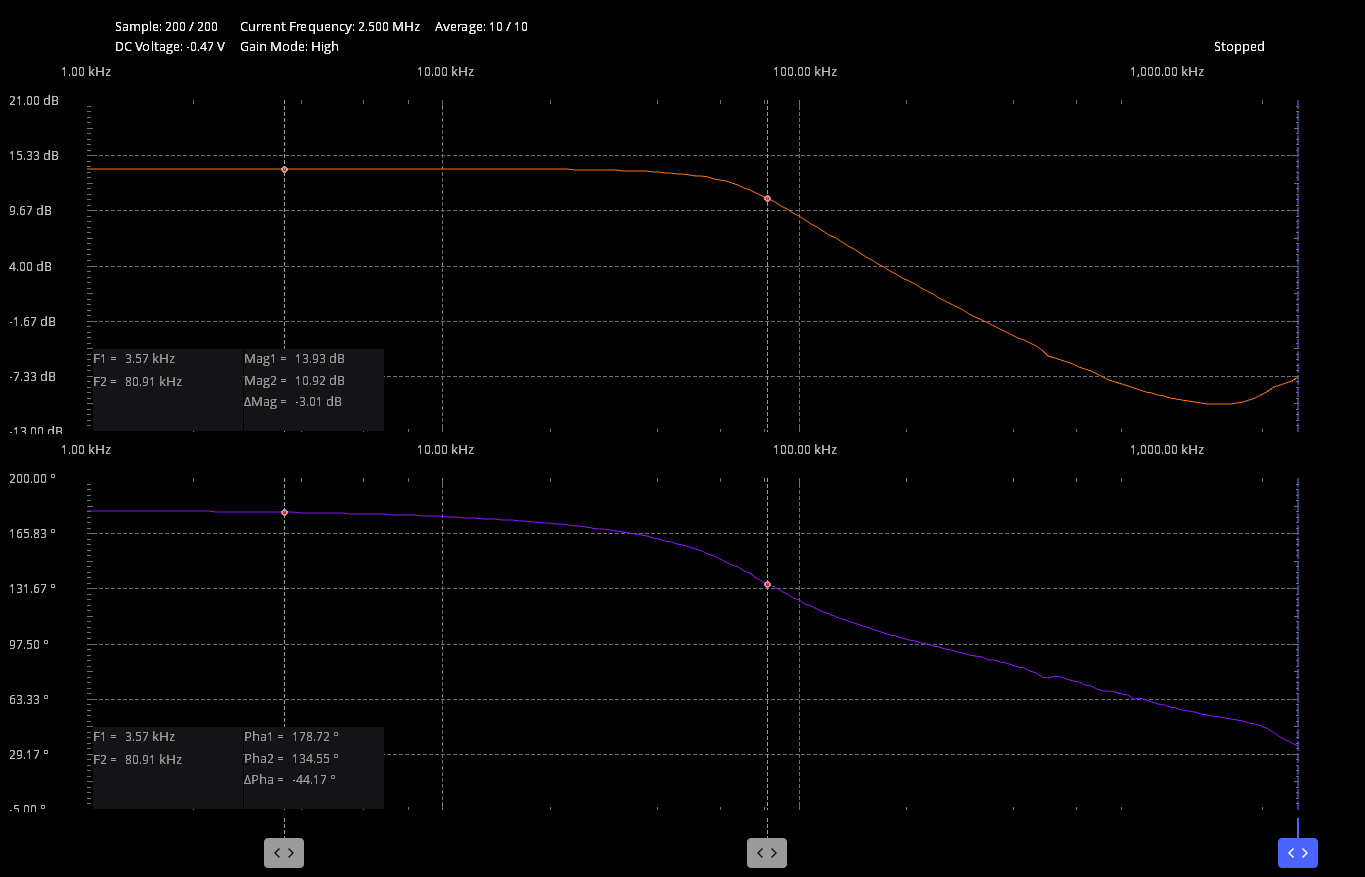 Sample: 200 / 200 Current Frequency: 2.500 MHz Average: 10 / 10
DC Voltage: -0.47 V Gain Mode: High
Stopped
1.00 kHz 10.00 kHz 100.00 kHz 1,000.00 kHz
21.00 dB
15.33 dB
9.67 dB
4.00 dB
-1.67 dB
F1 = 3.57 kHz Mag1 = 13.93 dB
-7.33 dB
F2 = 80.91 kHz Mag2 = 10.92 dB
ΔMag = -3.01 dB
-13.00 dB
1.00 kHz 10.00 kHz 100.00 kHz 1,000.00 kHz
200.00 °
165.83 °
131.67 °
97.50 °
63.33 °
F1 = 3.57 kHz Pha1 = 178.72 °
29.17 °
F2 = 80.91 kHz Pha2 = 134.55 °
ΔPha = -44.17 °
-5.00 °